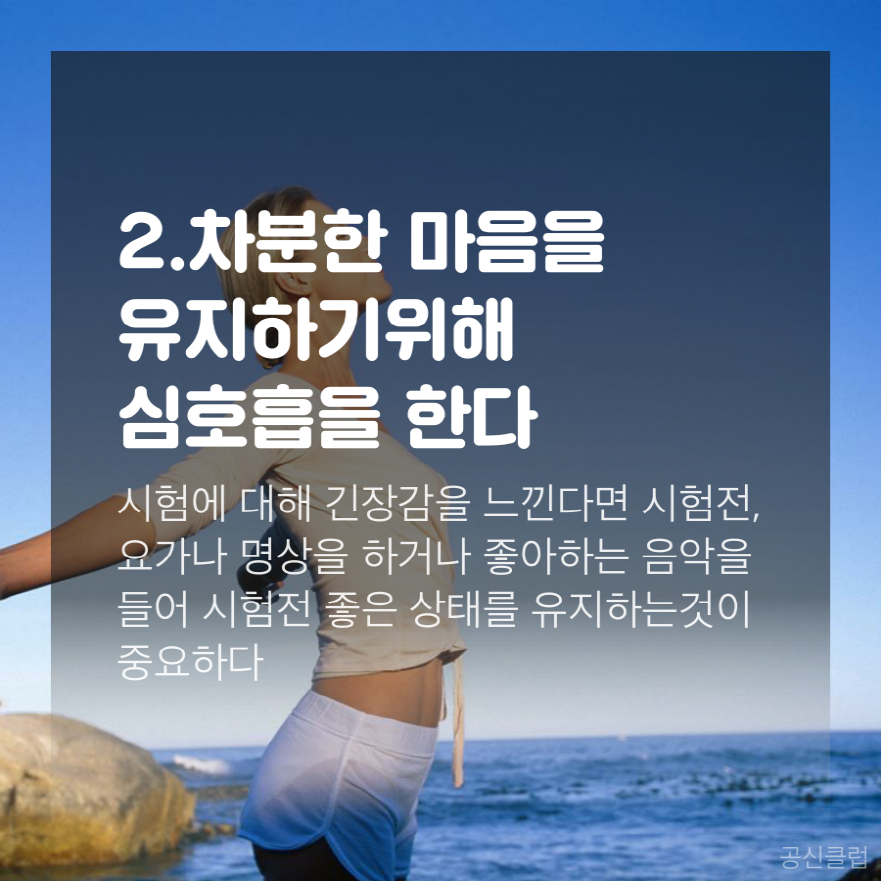 2.차분한 마음을
유지하기위해
심호흡을 한다
시험에 대해 긴장감을 느낀다면 시험전,
요가나 명상을 하거나 좋아하는 음악을
들어 시험전 좋은 상태를 유지하는것이
중요하다
공신클럽